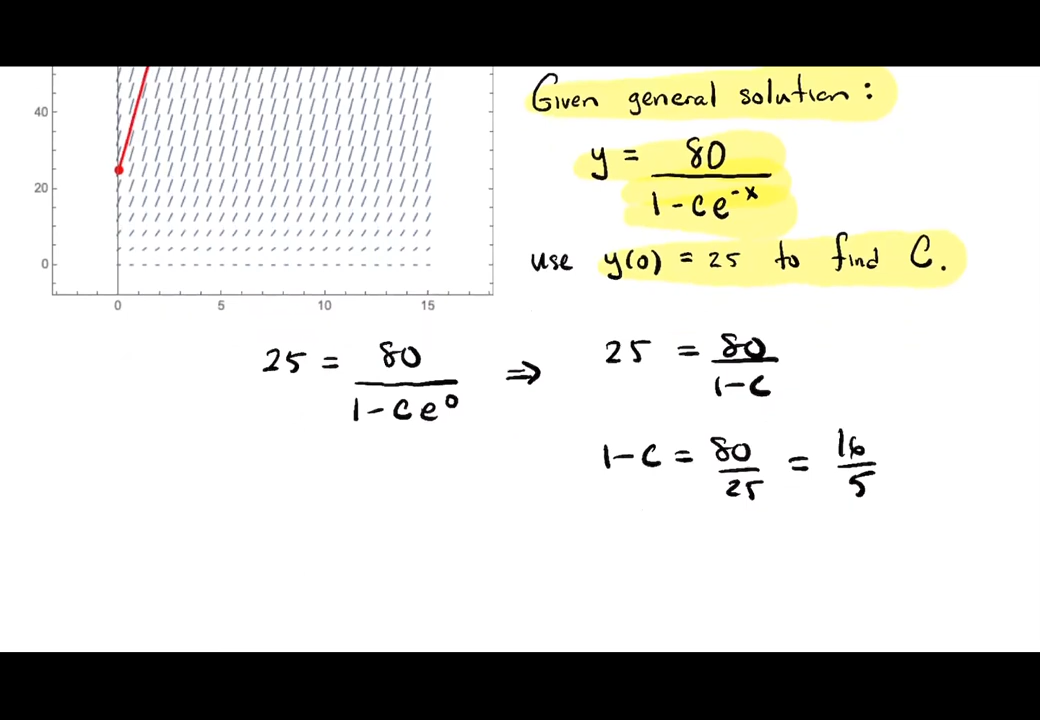 40
20
0
0 5 10 15
Given general solution:
y = 80 / 1 - Ce^-x
use y(0) = 25 to find C.
25 = 80 / 1 - Ce^0 ⇒ 25 = 80 / 1 - C
1 - C = 80 / 25 = 16 / 5